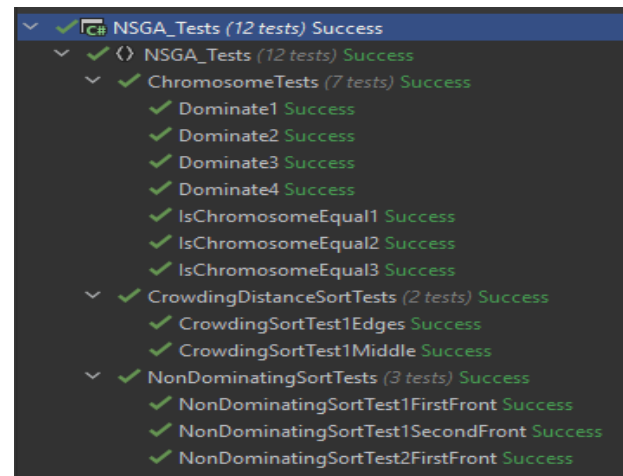 C# NSGA_Tests (12 tests) Success
NSGA_Tests (12 tests) Success
ChromosomeTests (7 tests) Success
Dominate1 Success
Dominate2 Success
Dominate3 Success
Dominate4 Success
IsChromosomeEqual1 Success
IsChromosomeEqual2 Success
IsChromosomeEqual3 Success
CrowdingDistanceSortTests (2 tests) Success
CrowdingSortTest1Edges Success
CrowdingSortTest1Middle Success
NonDominatingSortTests (3 tests) Success
NonDominatingSortTest1FirstFront Success
NonDominatingSortTest1SecondFront Success
NonDominatingSortTest2FirstFront Success